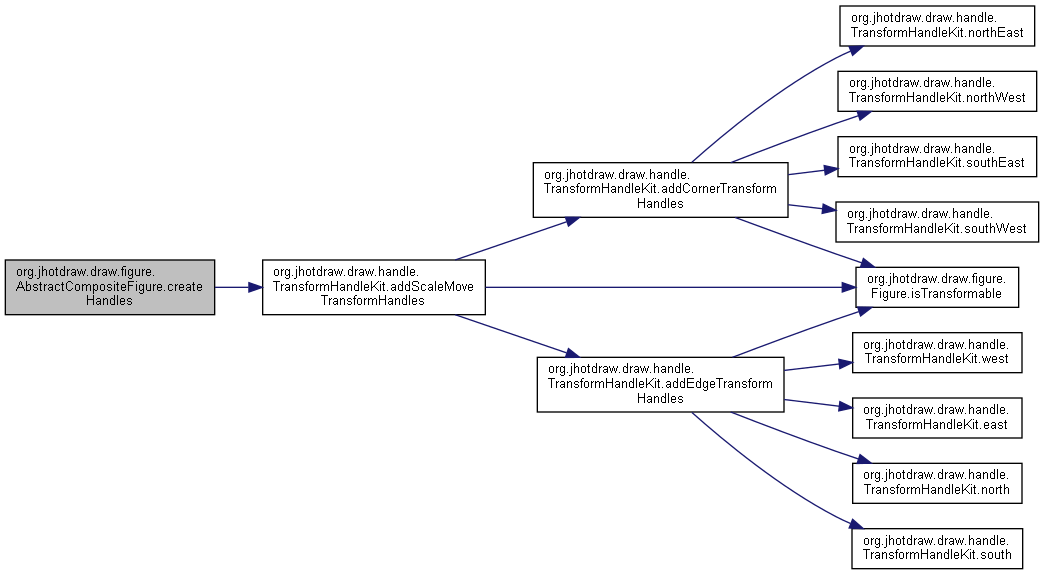 org.jhotdraw.draw.figure.
AbstractCompositeFigure.create
Handles
org.jhotdraw.draw.handle.
TransformHandleKit.addScaleMove
TransformHandles
org.jhotdraw.draw.handle.
TransformHandleKit.addCornerTransform
Handles
org.jhotdraw.draw.handle.
TransformHandleKit.addEdgeTransform
Handles
org.jhotdraw.draw.handle.
TransformHandleKit.northEast
org.jhotdraw.draw.handle.
TransformHandleKit.northWest
org.jhotdraw.draw.handle.
TransformHandleKit.southEast
org.jhotdraw.draw.handle.
TransformHandleKit.southWest
org.jhotdraw.draw.figure.
Figure.isTransformable
org.jhotdraw.draw.handle.
TransformHandleKit.west
org.jhotdraw.draw.handle.
TransformHandleKit.east
org.jhotdraw.draw.handle.
TransformHandleKit.north
org.jhotdraw.draw.handle.
TransformHandleKit.south